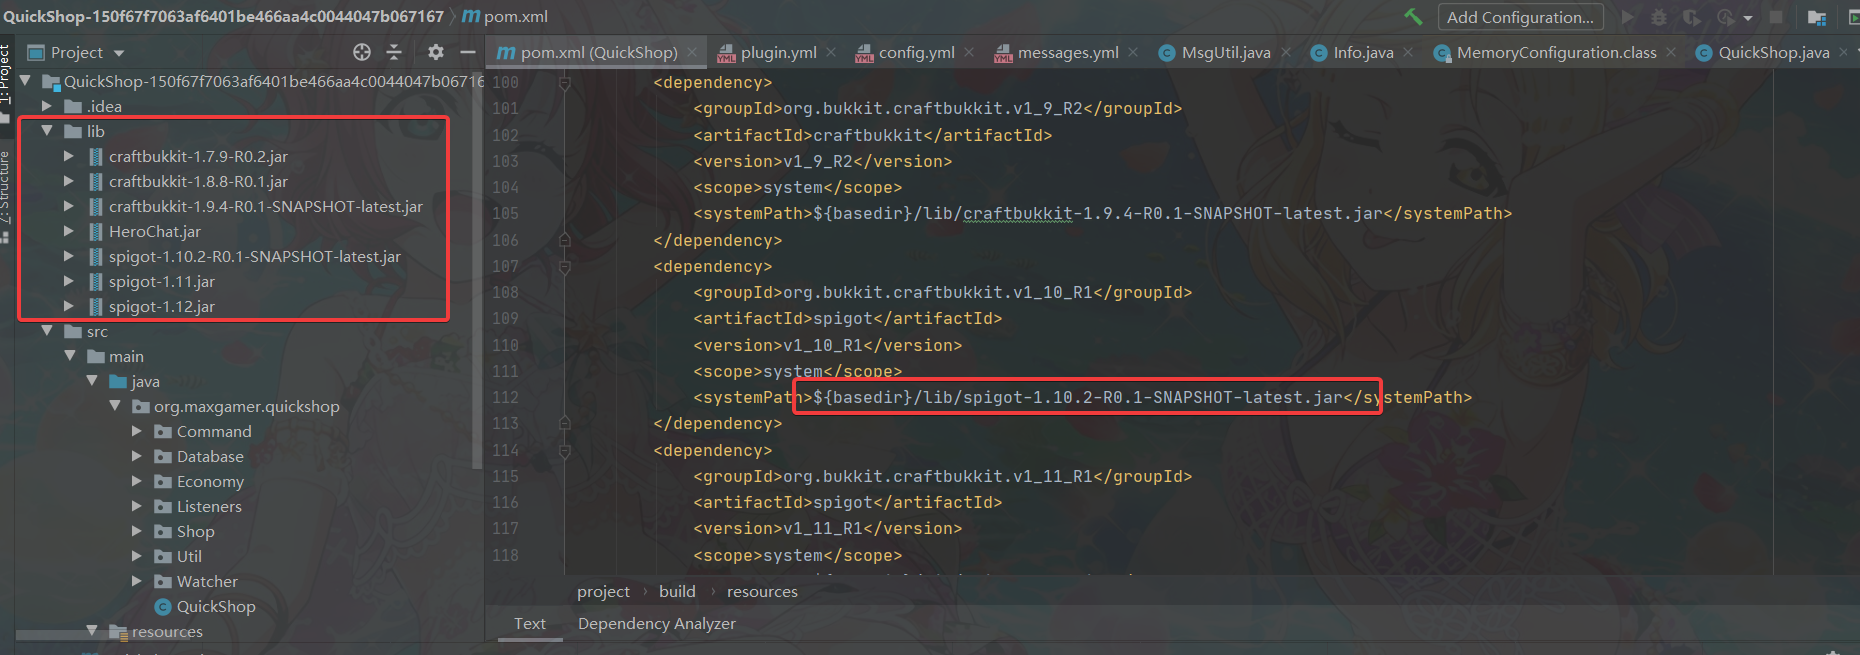 QuickShop-150f67f7063af6401be466aa4c0044047b067167 pom.xml
Add Configuration...
1: Project
7: Structure
Project
QuickShop-150f67f7063af6401be466aa4c0044047b06716
.idea
lib
craftbukkit-1.7.9-R0.2.jar
craftbukkit-1.8.8-R0.1.jar
craftbukkit-1.9.4-R0.1-SNAPSHOT-latest.jar
HeroChat.jar
spigot-1.10.2-R0.1-SNAPSHOT-latest.jar
spigot-1.11.jar
spigot-1.12.jar
src
main
java
org.maxgamer.quickshop
Command
Database
Economy
Listeners
Shop
Util
Watcher
QuickShop
resources
pom.xml (QuickShop) plugin.yml config.yml messages.yml MsgUtil.java Info.java MemoryConfiguration.class QuickShop.java
100 <dependency>
101 <groupId>org.bukkit.craftbukkit.v1_9_R2</groupId>
102 <artifactId>craftbukkit</artifactId>
103 <version>v1_9_R2</version>
104 <scope>system</scope>
105 <systemPath>${basedir}/lib/craftbukkit-1.9.4-R0.1-SNAPSHOT-latest.jar</systemPath>
106 </dependency>
107 <dependency>
108 <groupId>org.bukkit.craftbukkit.v1_10_R1</groupId>
109 <artifactId>spigot</artifactId>
110 <version>v1_10_R1</version>
111 <scope>system</scope>
112 <systemPath>${basedir}/lib/spigot-1.10.2-R0.1-SNAPSHOT-latest.jar</systemPath>
113 </dependency>
114 <dependency>
115 <groupId>org.bukkit.craftbukkit.v1_11_R1</groupId>
116 <artifactId>spigot</artifactId>
117 <version>v1_11_R1</version>
118 <scope>system</scope>
project › build › resources
Text Dependency Analyzer